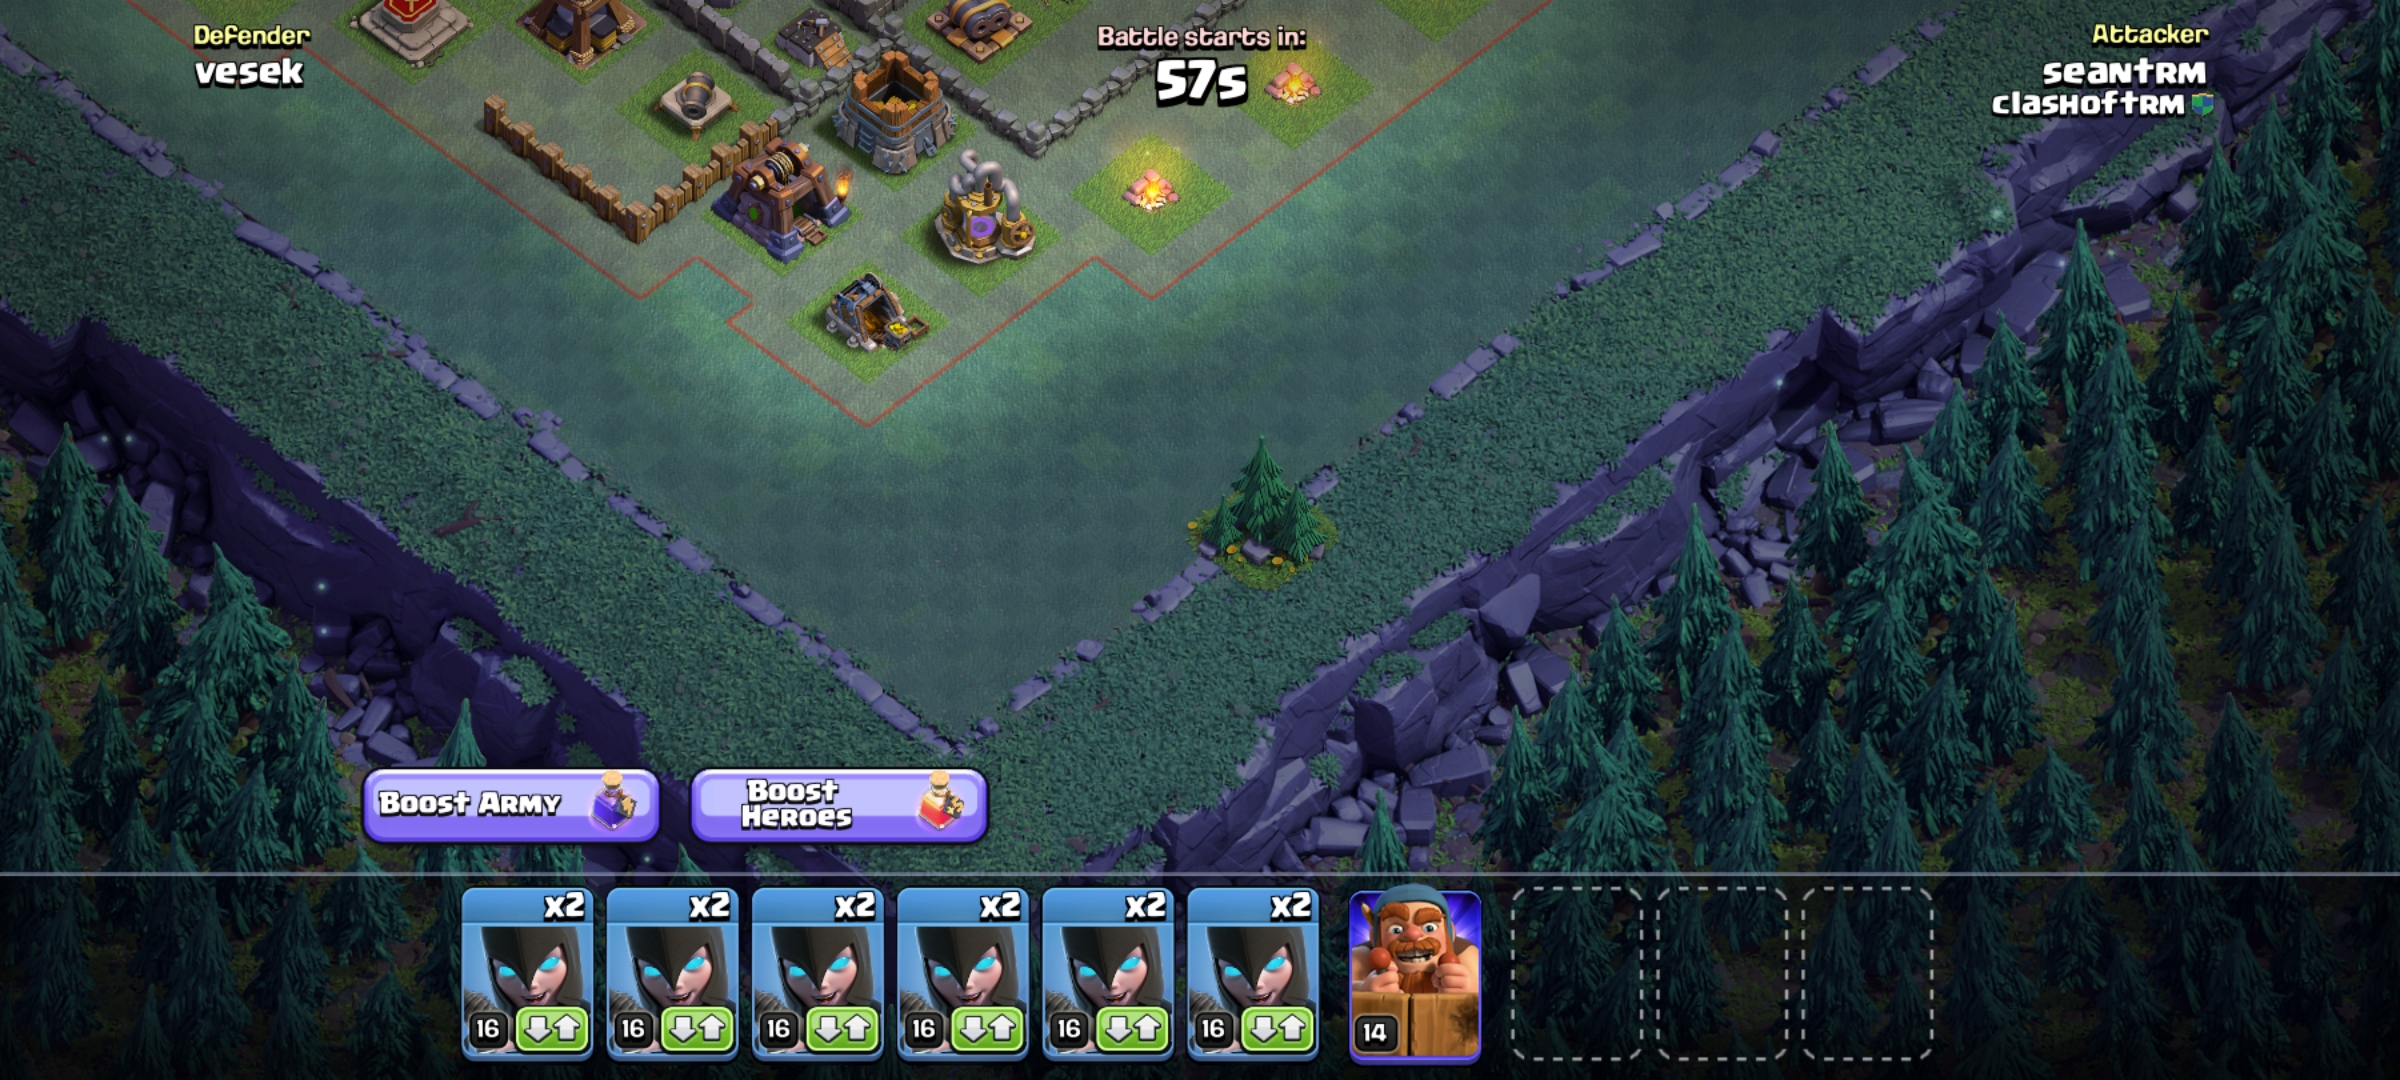 Defender
vesek
Battle starts in:
57s
Attacker
seantRM
clashoftRM
Boost Army
Boost
Heroes
x2
x2
x2
x2
x2
x2
16
16
16
16
16
16
14